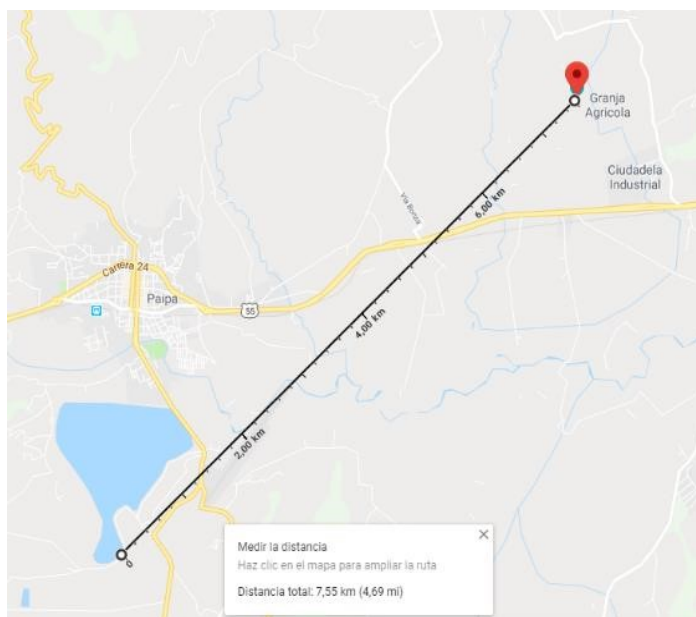 Granja
Agricola
Ciudadela
Industrial
6,00 km
Vía Bonza
Carrera 24
Paipa
55
4,00 km
2,00 km
0
Medir la distancia
Haz clic en el mapa para ampliar la ruta
Distancia total: 7,55 km (4,69 mi)